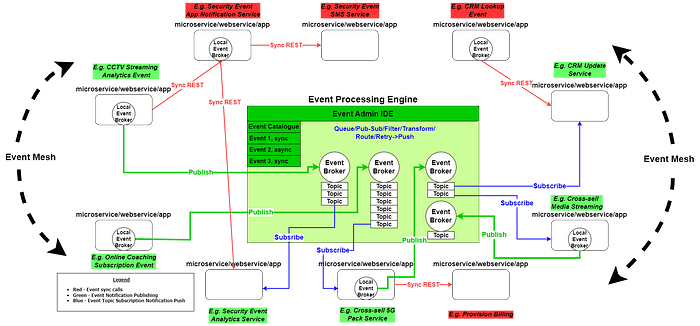 E.g. Security Event
App Notification Service
microservice/webservice/app
Local
Event
Broker
E.g. Security Event
SMS Service
microservice/webservice/app
Sync REST
E.g. CRM Lookup
Event
microservice/webservice/app
Local
Event
Broker
E.g. CCTV Streaming
Analytics Event
microservice/webservice/app
Local
Event
Broker
Sync REST
Sync REST
Sync REST
E.g. CRM Update
Service
microservice/webservice/app
Event Mesh
Event Mesh
Event Processing Engine
Event Admin IDE
Event Catalogue
Event 1, sync
Event 2, async
Event 3, sync
Queue/Pub-Sub/Filter/Transform/
Route/Retry->Push
Event
Broker
Topic
Topic
Topic
Event
Broker
Topic
Topic
Topic
Topic
Topic
Topic
Event
Broker
Topic
Topic
Event
Broker
Topic
Publish
Publish
Publish
Publish
Subscribe
Subscribe
Susbribe
Subscribe
E.g. Cross-sell
Media Streaming
microservice/webservice/app
Local
Event
Broker
microservice/webservice/app
Local
Event
Broker
E.g. Online Coaching
Subscription Event
Legend
Red - Event sync calls
Green - Event Notification Publishing
Blue - Event Topic Subscription Notification Push
microservice/webservice/app
E.g. Security Event
Analytics Service
microservice/webservice/app
Local
Event
Broker
E.g. Cross-sell 5G
Pack Service
Sync REST
microservice/webservice/app
E.g. Provision Billing